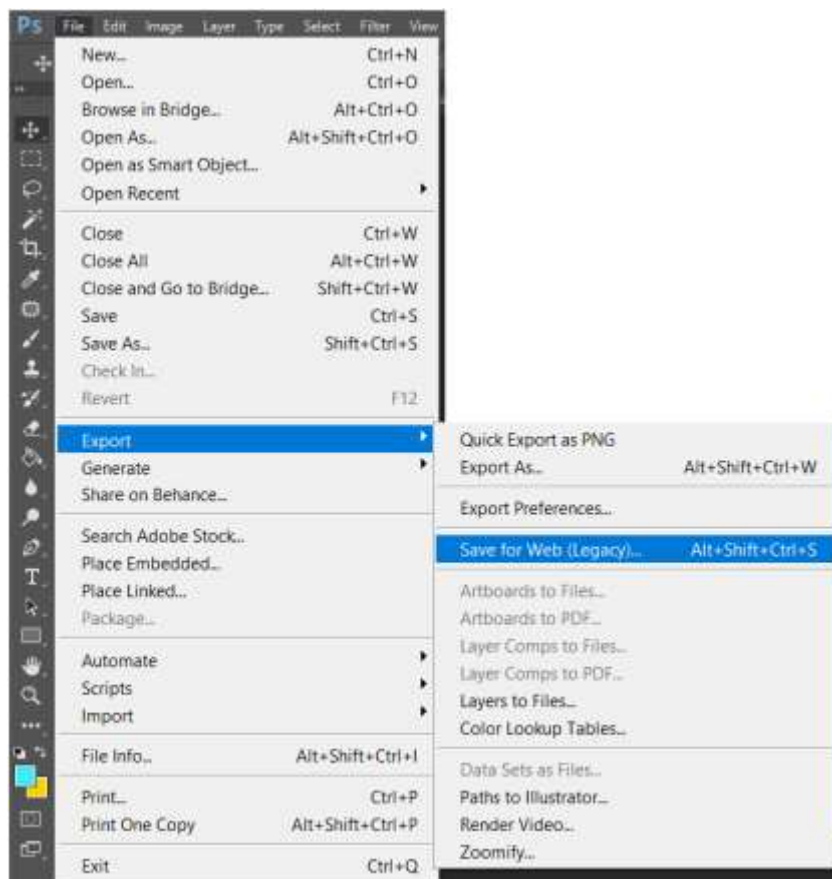 Ps File Edit Image Layer Type Select Filter View
New... Ctrl+N
Open... Ctrl+O
Browse in Bridge... Alt+Ctrl+O
Open As... Alt+Shift+Ctrl+O
Open as Smart Object...
Open Recent
Close Ctrl+W
Close All Alt+Ctrl+W
Close and Go to Bridge... Shift+Ctrl+W
Save Ctrl+S
Save As... Shift+Ctrl+S
Check In...
Revert F12
Export
Generate
Share on Behance...
Search Adobe Stock...
Place Embedded...
Place Linked...
Package...
Automate
Scripts
Import
File Info... Alt+Shift+Ctrl+I
Print... Ctrl+P
Print One Copy Alt+Shift+Ctrl+P
Exit Ctrl+Q
Quick Export as PNG
Export As... Alt+Shift+Ctrl+W
Export Preferences...
Save for Web (Legacy)... Alt+Shift+Ctrl+S
Artboards to Files...
Artboards to PDF...
Layer Comps to Files...
Layer Comps to PDF...
Layers to Files...
Color Lookup Tables...
Data Sets as Files...
Paths to Illustrator...
Render Video...
Zoomify...